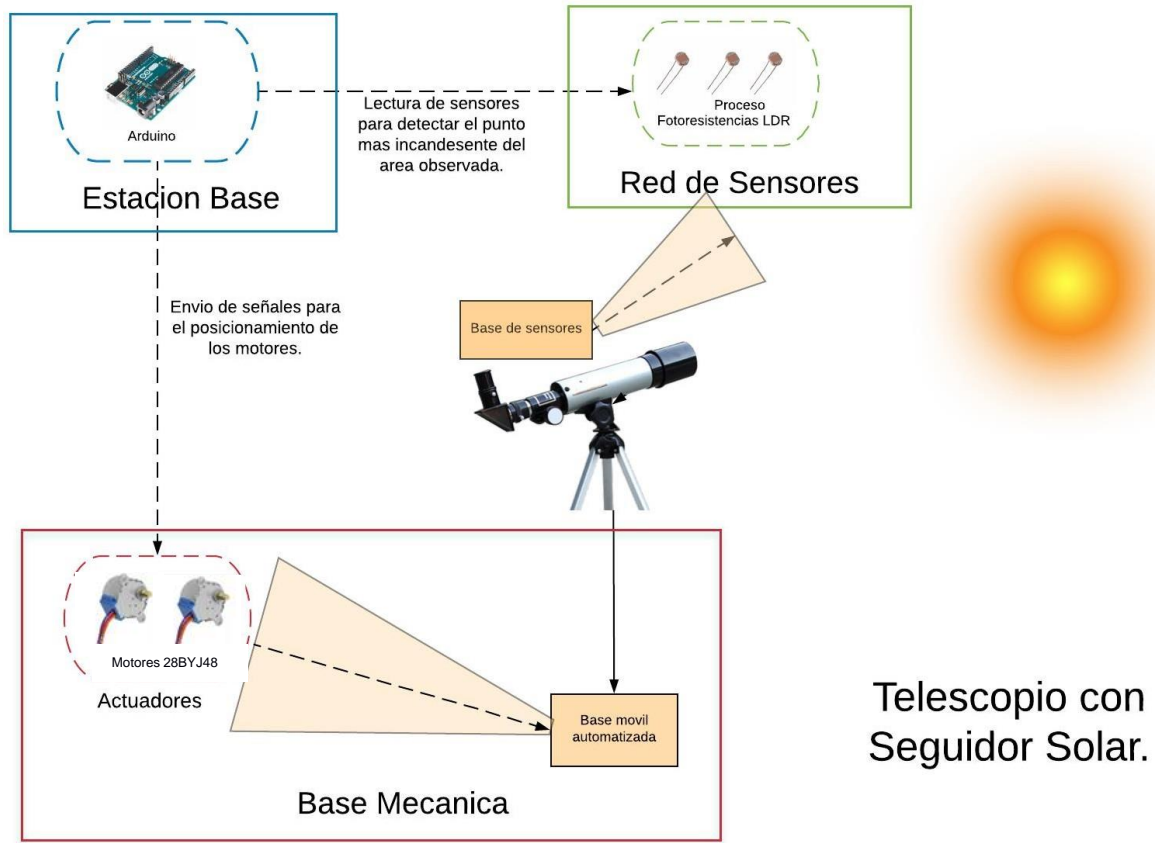 Arduino
Estacion Base
Lectura de sensores
para detectar el punto
mas incandesente del
area observada.
Proceso
Fotoresistencias LDR
Red de Sensores
Envio de señales para
el posicionamiento de
los motores.
Base de sensores
Motores 28BYJ48
Actuadores
Base movil
automatizada
Base Mecanica
Telescopio con
Seguidor Solar.